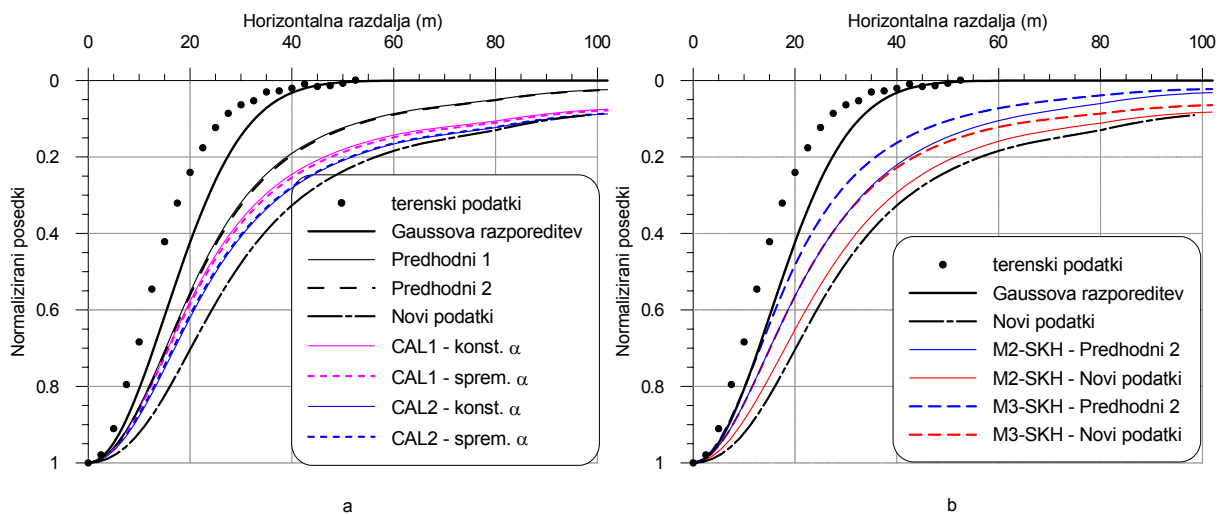 Horizontalna razdalja (m)
0 20 40 60 80 100
Normalizirani posedki
0
0.2
0.4
0.6
0.8
1
terenski podatki
Gaussova razporeditev
Predhodni 1
Predhodni 2
Novi podatki
CAL1 - konst. α
CAL1 - sprem. α
CAL2 - konst. α
CAL2 - sprem. α
a
Horizontalna razdalja (m)
0 20 40 60 80 100
Normalizirani posedki
0
0.2
0.4
0.6
0.8
1
terenski podatki
Gaussova razporeditev
Novi podatki
M2-SKH - Predhodni 2
M2-SKH - Novi podatki
M3-SKH - Predhodni 2
M3-SKH - Novi podatki
b